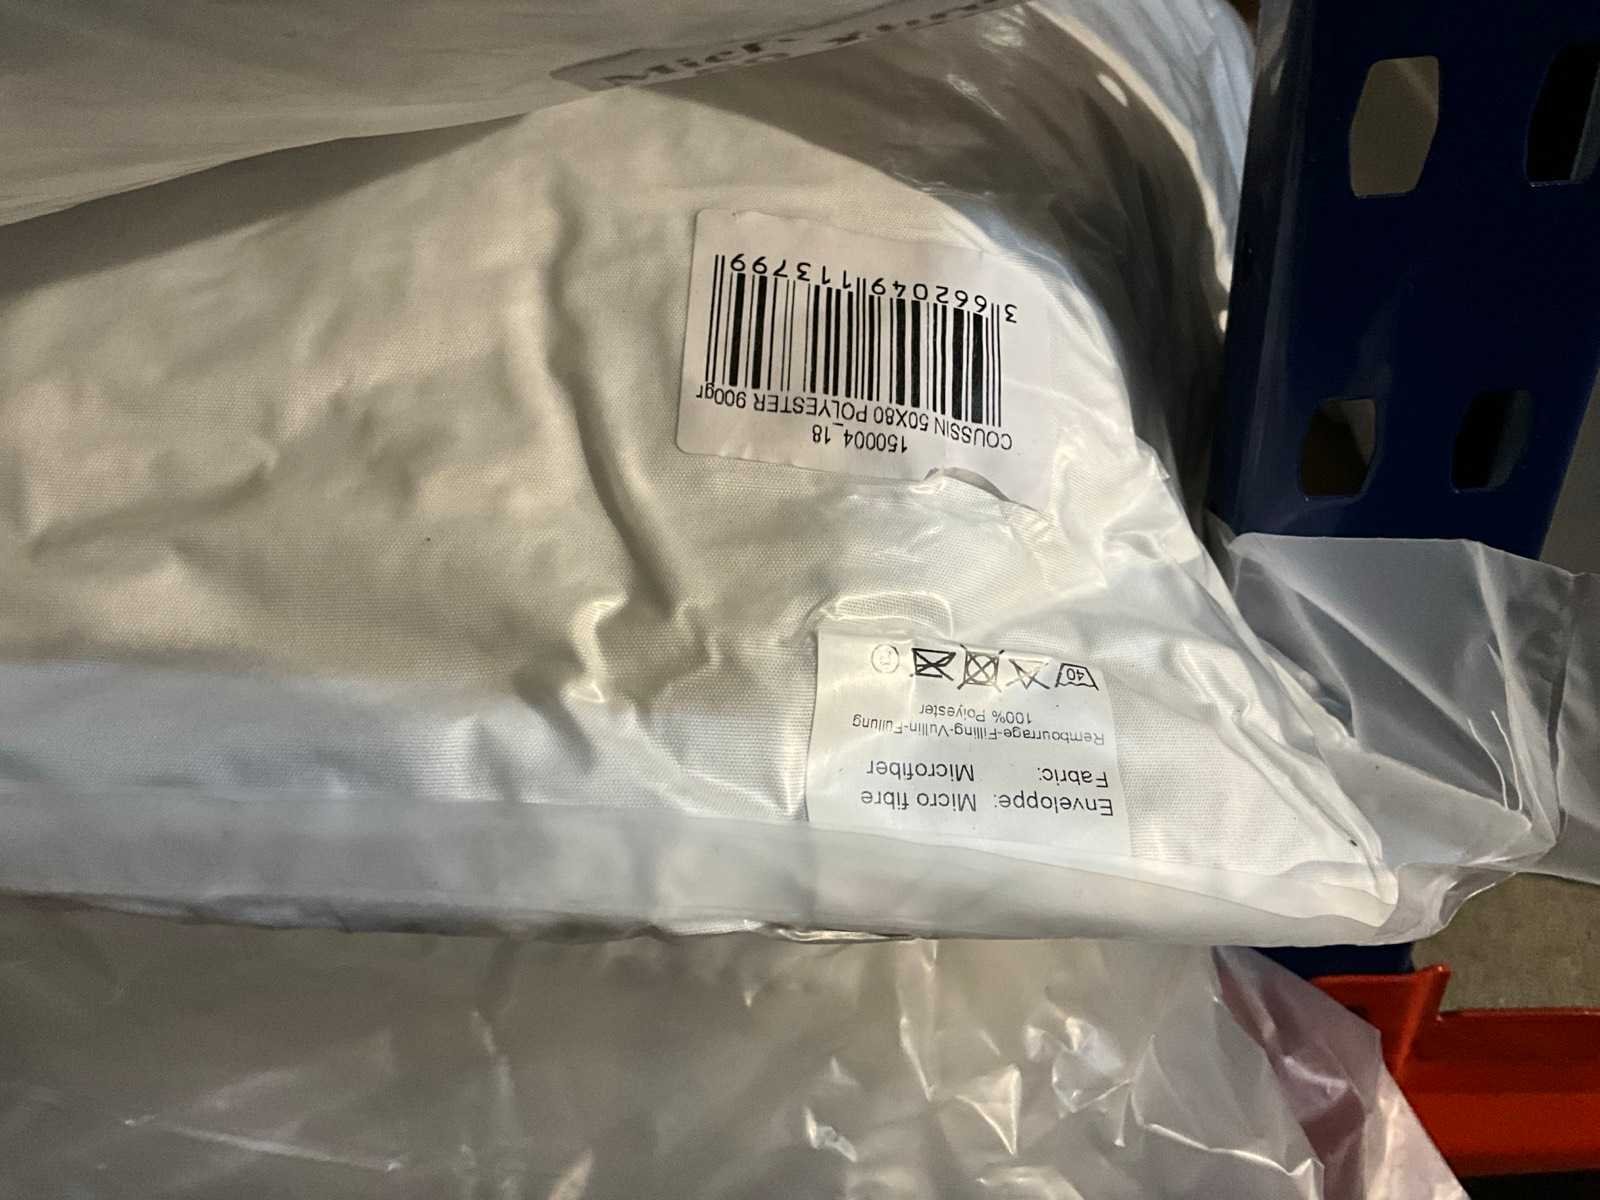 Enveloppe: Micro fibre
Fabric: Microfiber
Rembourrage-Filling-Vullin-Fullung
100% Polyester
40 P
150004_18
COUSSIN 50X80 POLYESTER 900gr
3 662049 113799